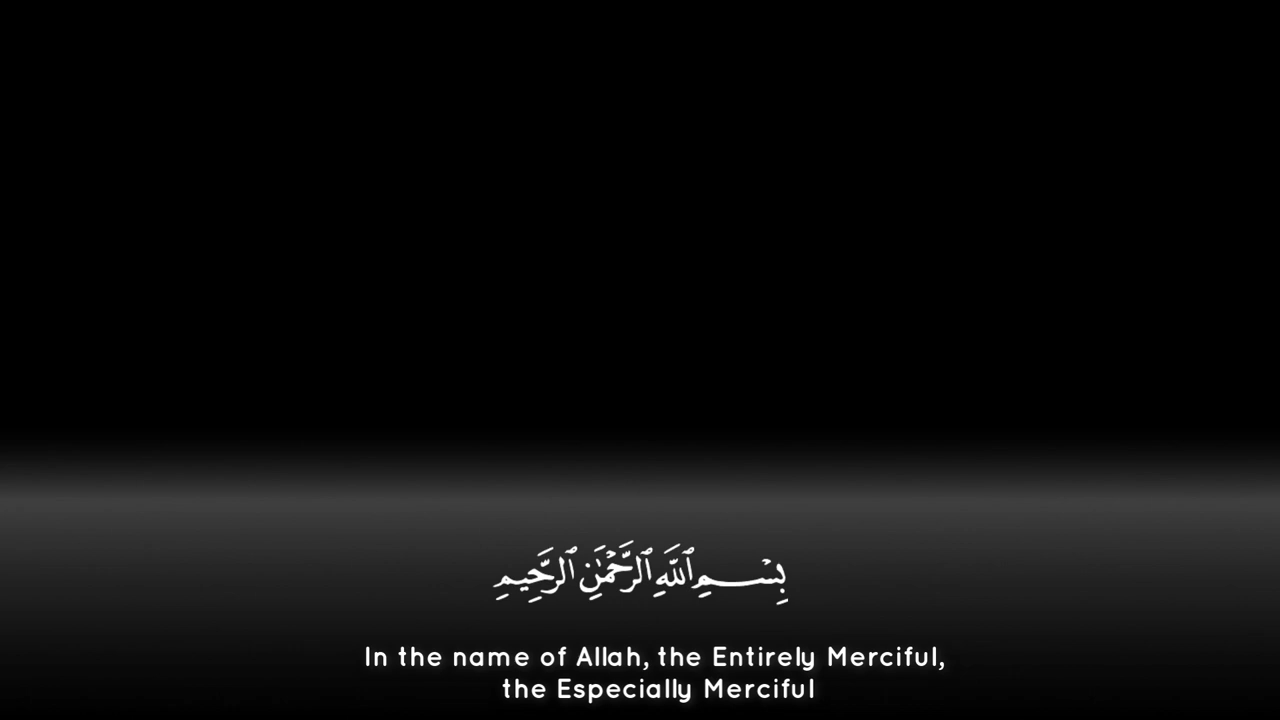 بِسْمِ ٱللَّهِ ٱلرَّحْمَٰنِ ٱلرَّحِيمِ
In the name of Allah, the Entirely Merciful,
the Especially Merciful